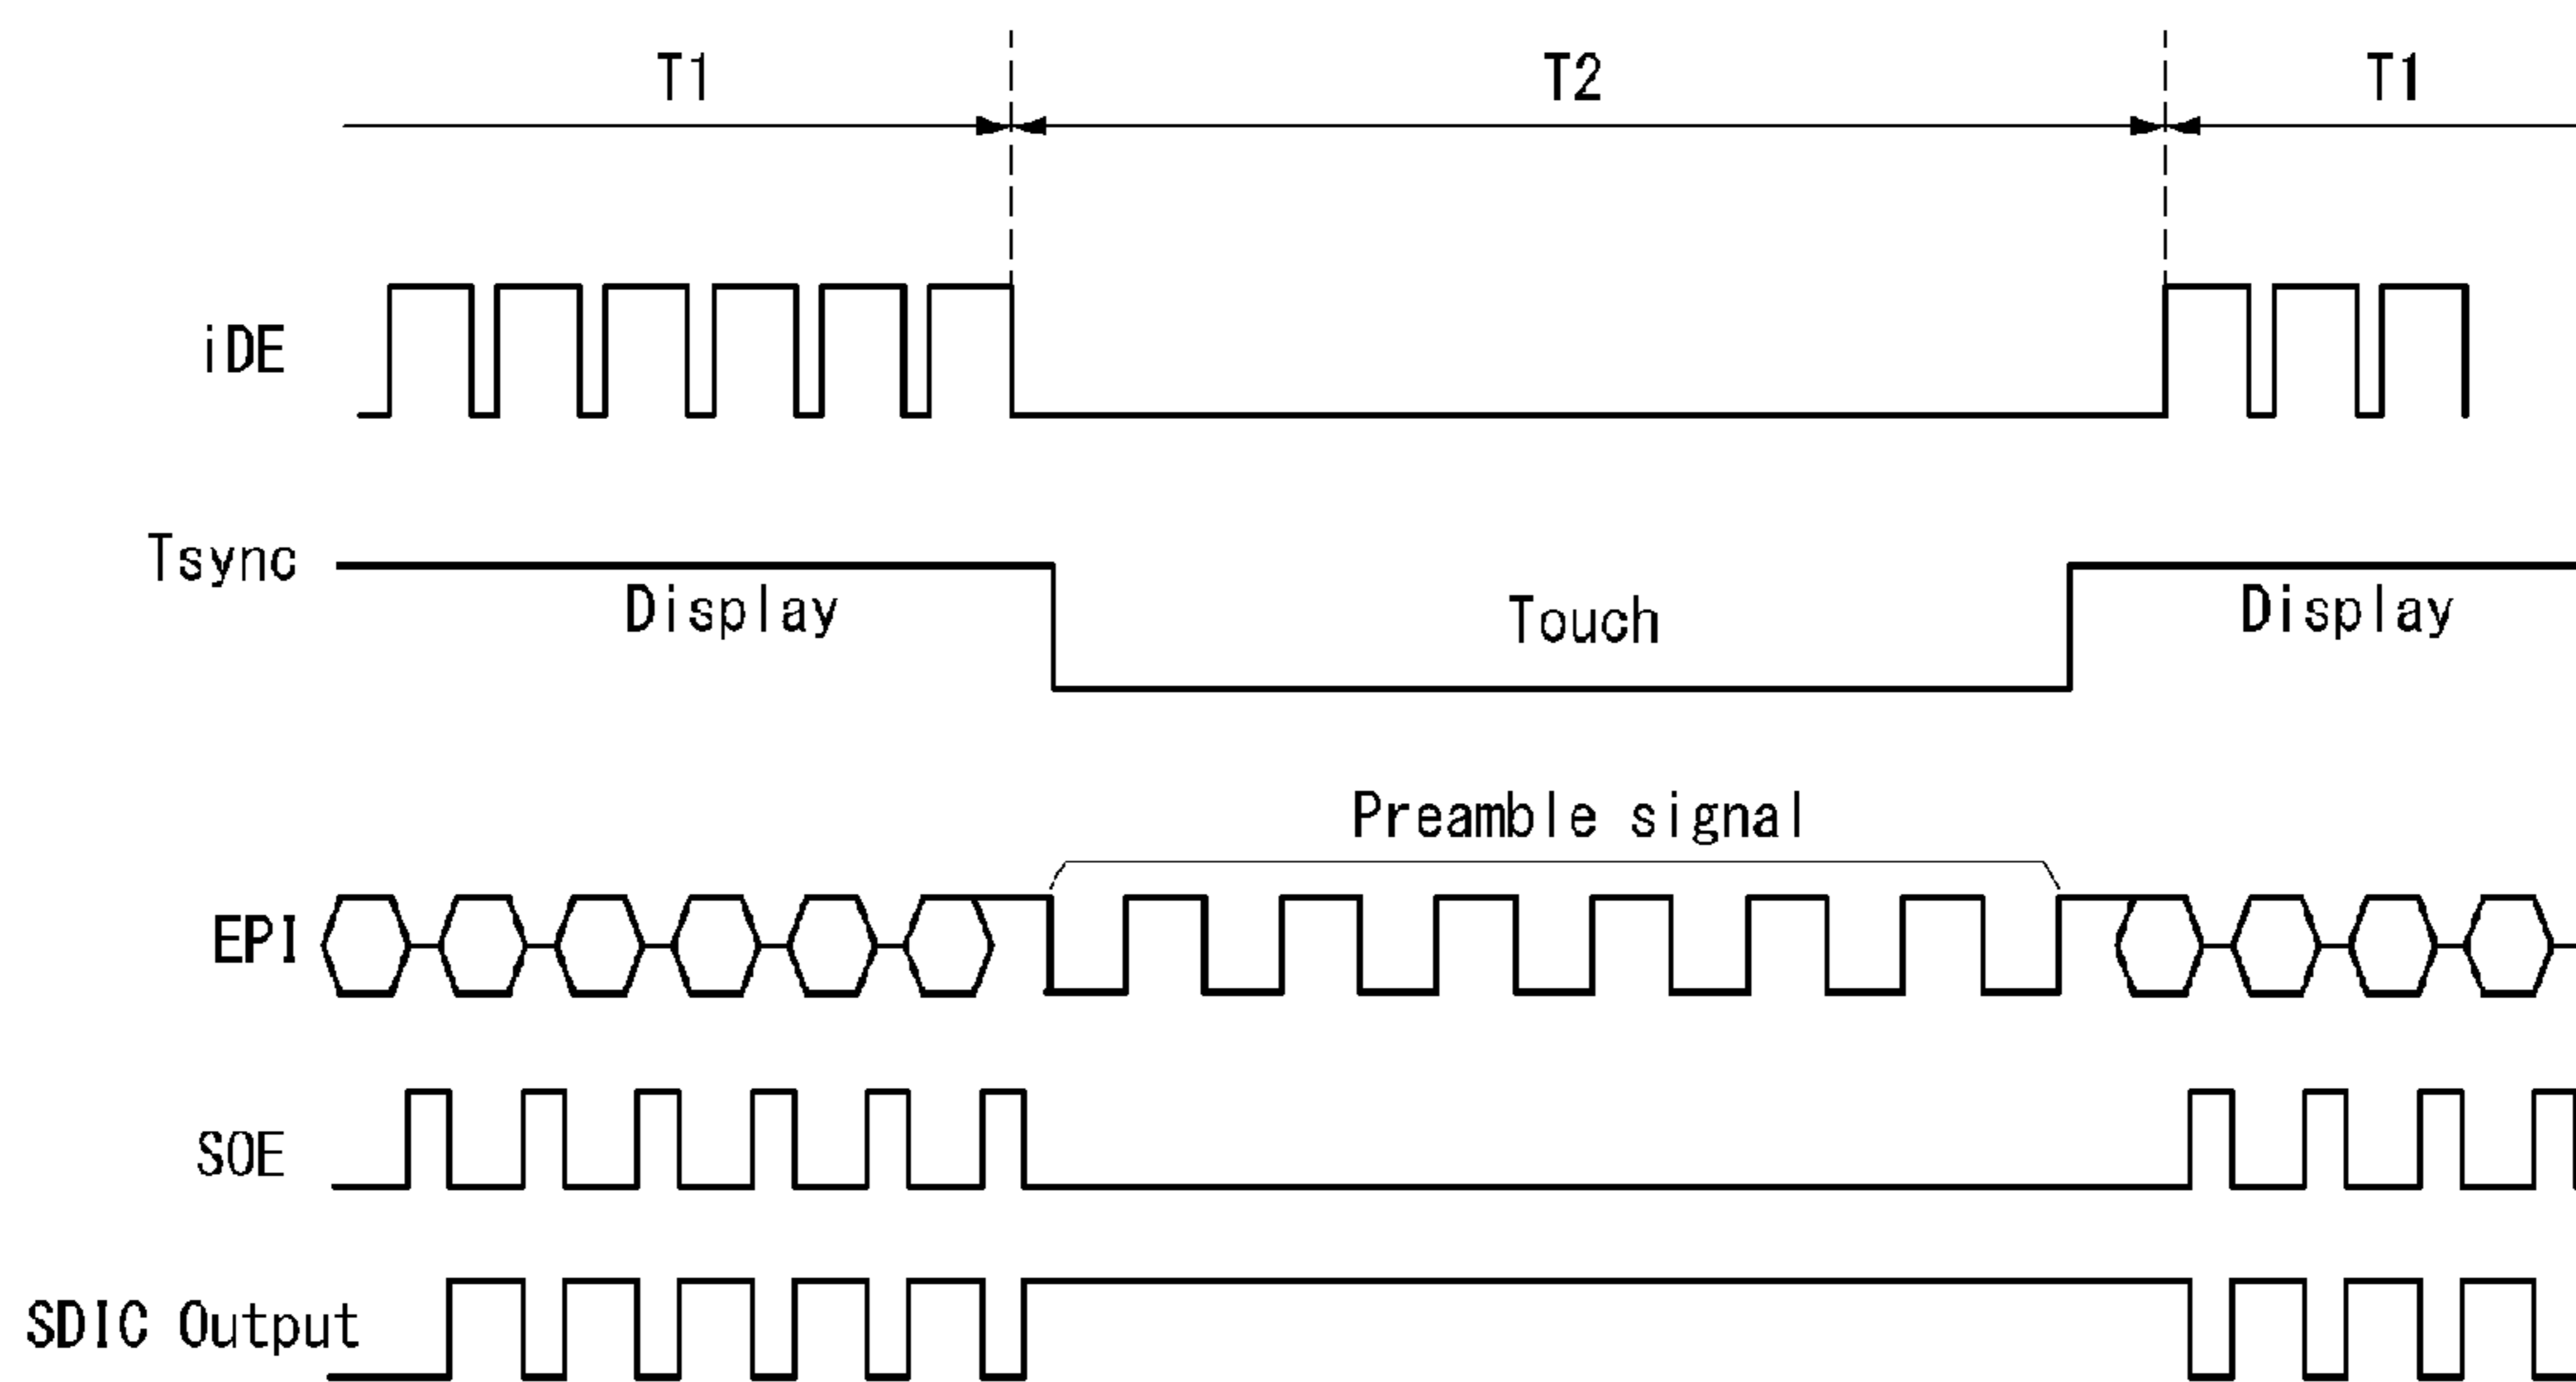 T1 T2 T1
iDE
Tsync
Display Touch Display
Preamble signal
EPI
SOE
SDIC Output